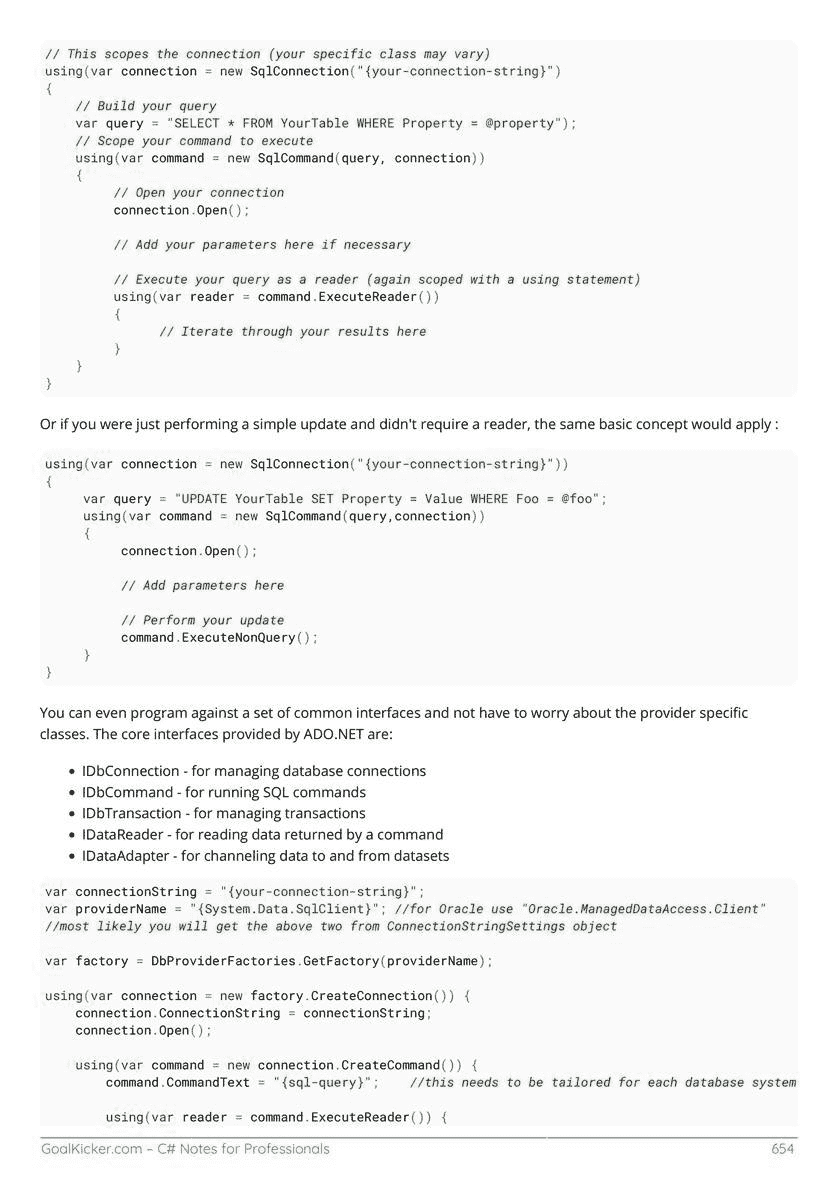 // This scopes the connection (your specific class may vary)
using(var connection = new SqlConnection("{your-connection-string}")
{
    // Build your query
    var query = "SELECT * FROM YourTable WHERE Property = @property");
    // Scope your command to execute
    using(var command = new SqlCommand(query, connection))
    {
         // Open your connection
         connection.Open();

         // Add your parameters here if necessary

         // Execute your query as a reader (again scoped with a using statement)
         using(var reader = command.ExecuteReader())
         {
               // Iterate through your results here
         }
    }
}
Or if you were just performing a simple update and didn't require a reader, the same basic concept would apply :
using(var connection = new SqlConnection("{your-connection-string}"))
{
     var query = "UPDATE YourTable SET Property = Value WHERE Foo = @foo";
     using(var command = new SqlCommand(query,connection))
     {
          connection.Open();

          // Add parameters here

          // Perform your update
          command.ExecuteNonQuery();
     }
}
You can even program against a set of common interfaces and not have to worry about the provider specific
classes. The core interfaces provided by ADO.NET are:
• IDbConnection - for managing database connections
• IDbCommand - for running SQL commands
• IDbTransaction - for managing transactions
• IDataReader - for reading data returned by a command
• IDataAdapter - for channeling data to and from datasets
var connectionString = "{your-connection-string}";
var providerName = "{System.Data.SqlClient}"; //for Oracle use "Oracle.ManagedDataAccess.Client"
//most likely you will get the above two from ConnectionStringSettings object

var factory = DbProviderFactories.GetFactory(providerName);

using(var connection = new factory.CreateConnection()) {
    connection.ConnectionString = connectionString;
    connection.Open();

    using(var command = new connection.CreateCommand()) {
        command.CommandText = "{sql-query}";    //this needs to be tailored for each database system

        using(var reader = command.ExecuteReader()) {
GoalKicker.com – C# Notes for Professionals 654